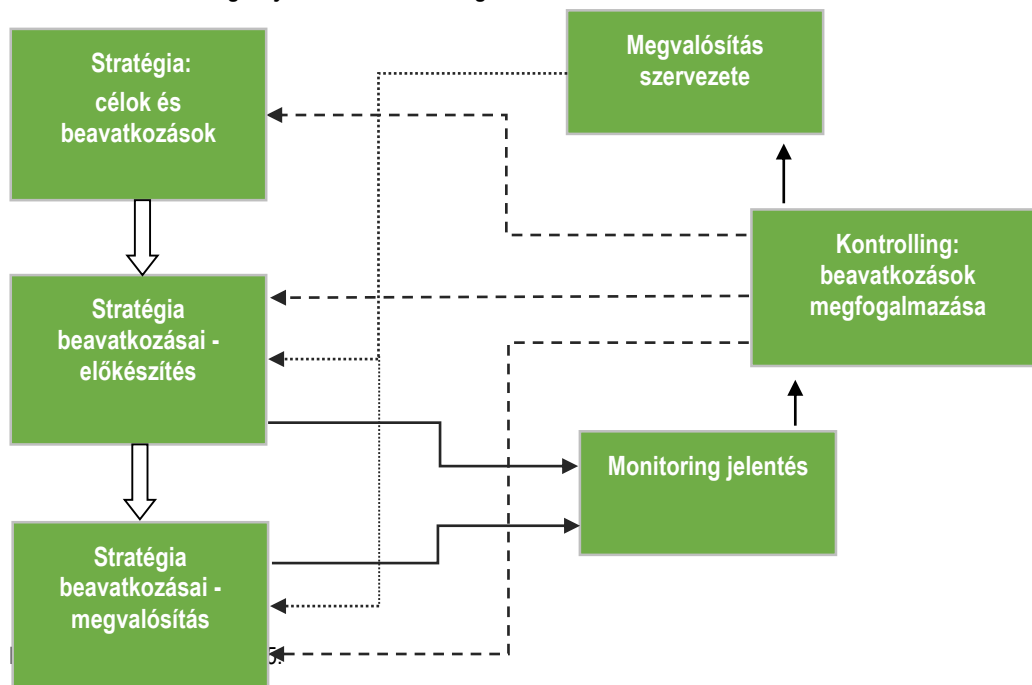 Stratégia:
célok és
beavatkozások
Megvalósítás
szervezete
Kontrolling:
beavatkozások
megfogalmazása
Stratégia
beavatkozásai -
előkészítés
Monitoring jelentés
Stratégia
beavatkozásai -
megvalósítás